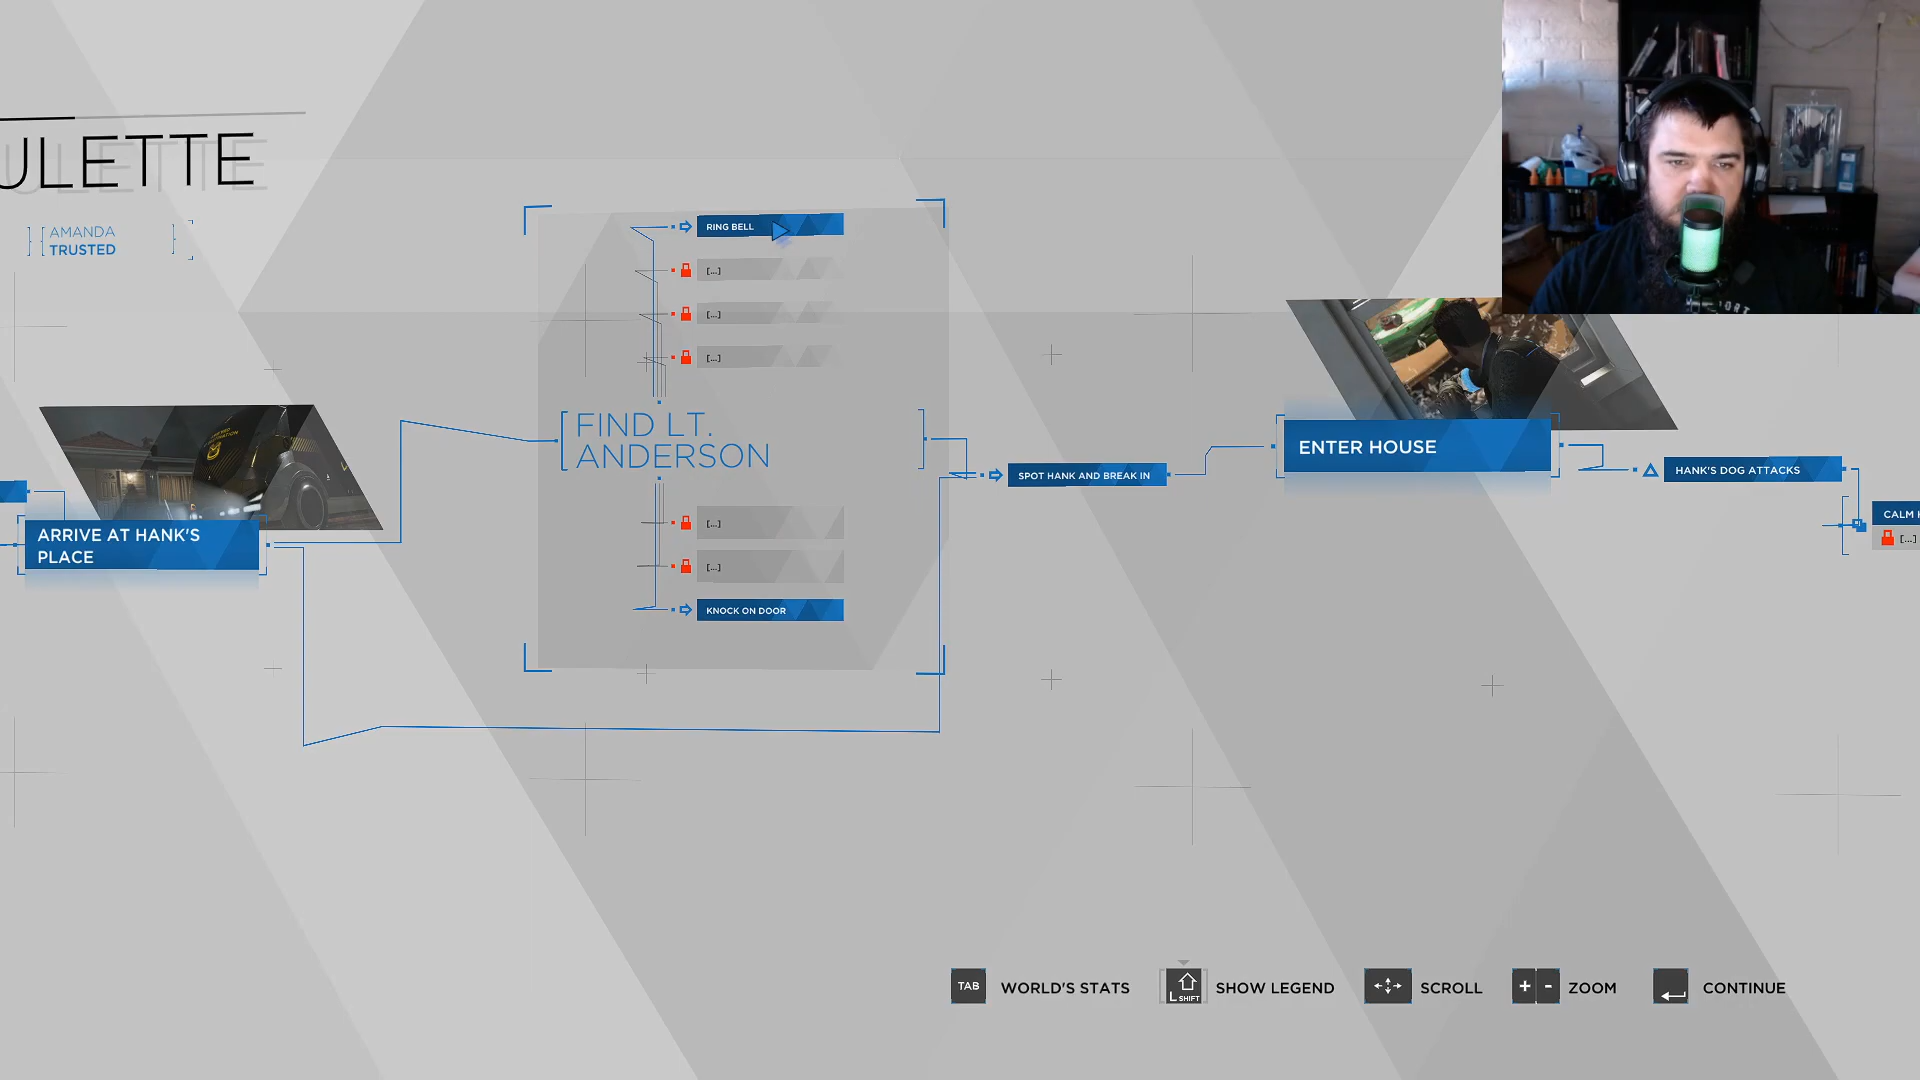 ULETTE
AMANDA
TRUSTED
RING BELL
[...]
[...]
[...]
FIND LT.
ANDERSON
[...]
[...]
KNOCK ON DOOR
ARRIVE AT HANK'S
PLACE
SPOT HANK AND BREAK IN
ENTER HOUSE
HANK'S DOG ATTACKS
CALM H
[...]
TAB WORLD'S STATS
L SHIFT SHOW LEGEND
SCROLL
+ - ZOOM
CONTINUE